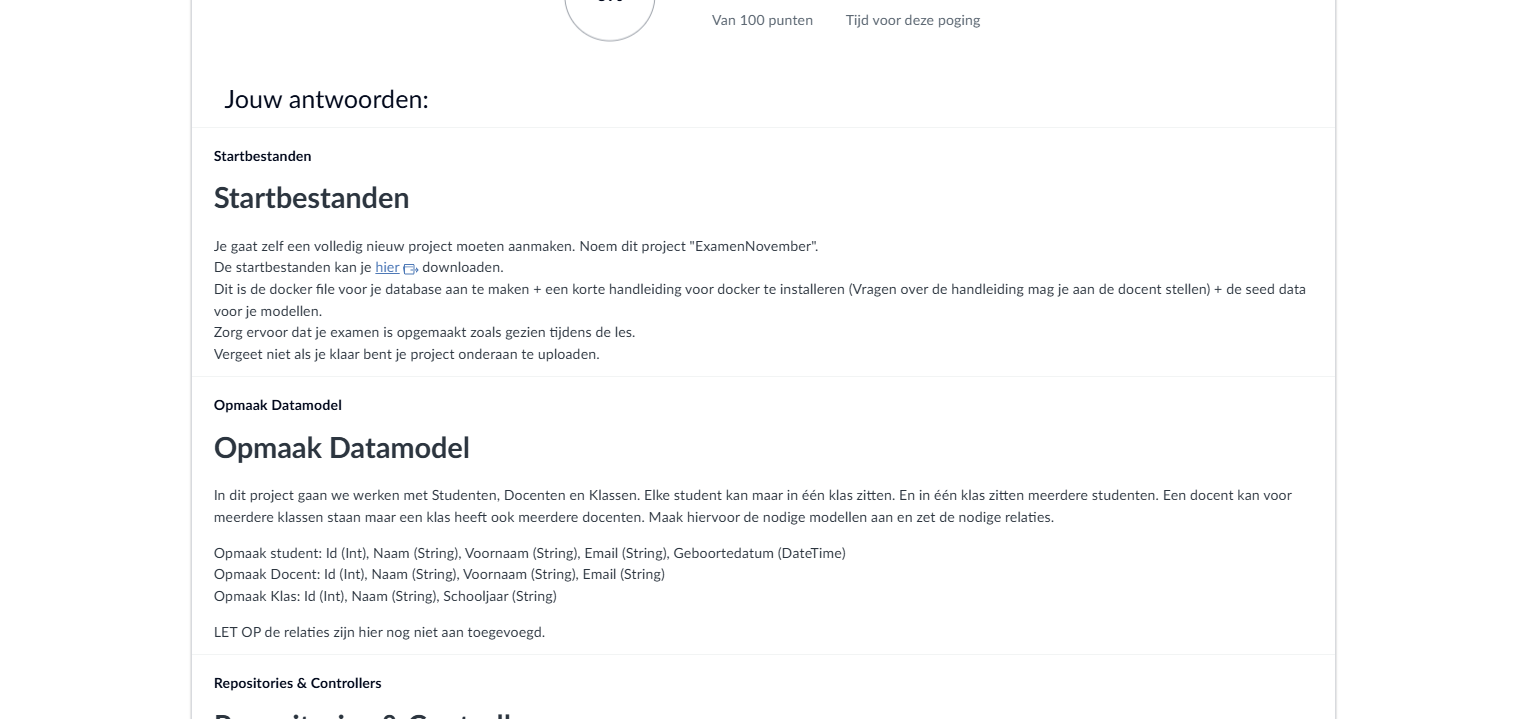 Van 100 punten Tijd voor deze poging
Jouw antwoorden:
Startbestanden
Startbestanden
Je gaat zelf een volledig nieuw project moeten aanmaken. Noem dit project "ExamenNovember".
De startbestanden kan je hier downloaden.
Dit is de docker file voor je database aan te maken + een korte handleiding voor docker te installeren (Vragen over de handleiding mag je aan de docent stellen) + de seed data
voor je modellen.
Zorg ervoor dat je examen is opgemaakt zoals gezien tijdens de les.
Vergeet niet als je klaar bent je project onderaan te uploaden.
Opmaak Datamodel
Opmaak Datamodel
In dit project gaan we werken met Studenten, Docenten en Klassen. Elke student kan maar in één klas zitten. En in één klas zitten meerdere studenten. Een docent kan voor
meerdere klassen staan maar een klas heeft ook meerdere docenten. Maak hiervoor de nodige modellen aan en zet de nodige relaties.
Opmaak student: Id (Int), Naam (String), Voornaam (String), Email (String), Geboortedatum (DateTime)
Opmaak Docent: Id (Int), Naam (String), Voornaam (String), Email (String)
Opmaak Klas: Id (Int), Naam (String), Schooljaar (String)
LET OP de relaties zijn hier nog niet aan toegevoegd.
Repositories & Controllers